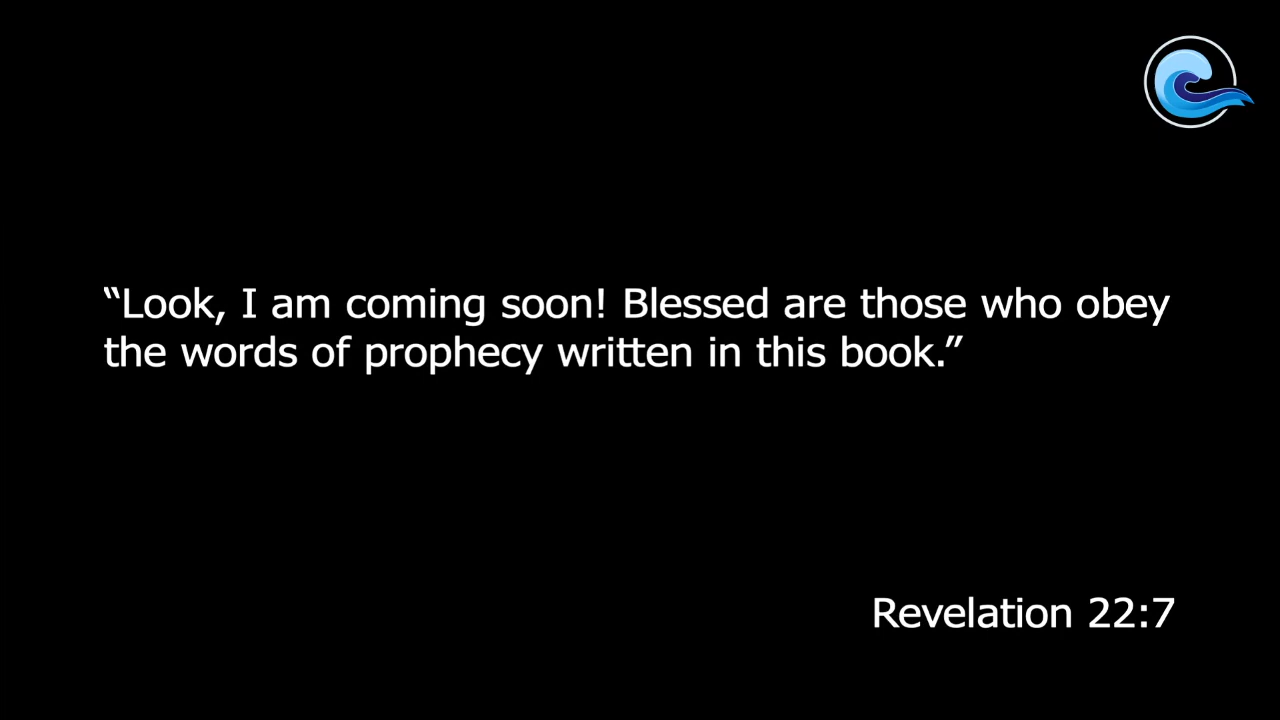 “Look, I am coming soon! Blessed are those who obey
the words of prophecy written in this book.”
Revelation 22:7